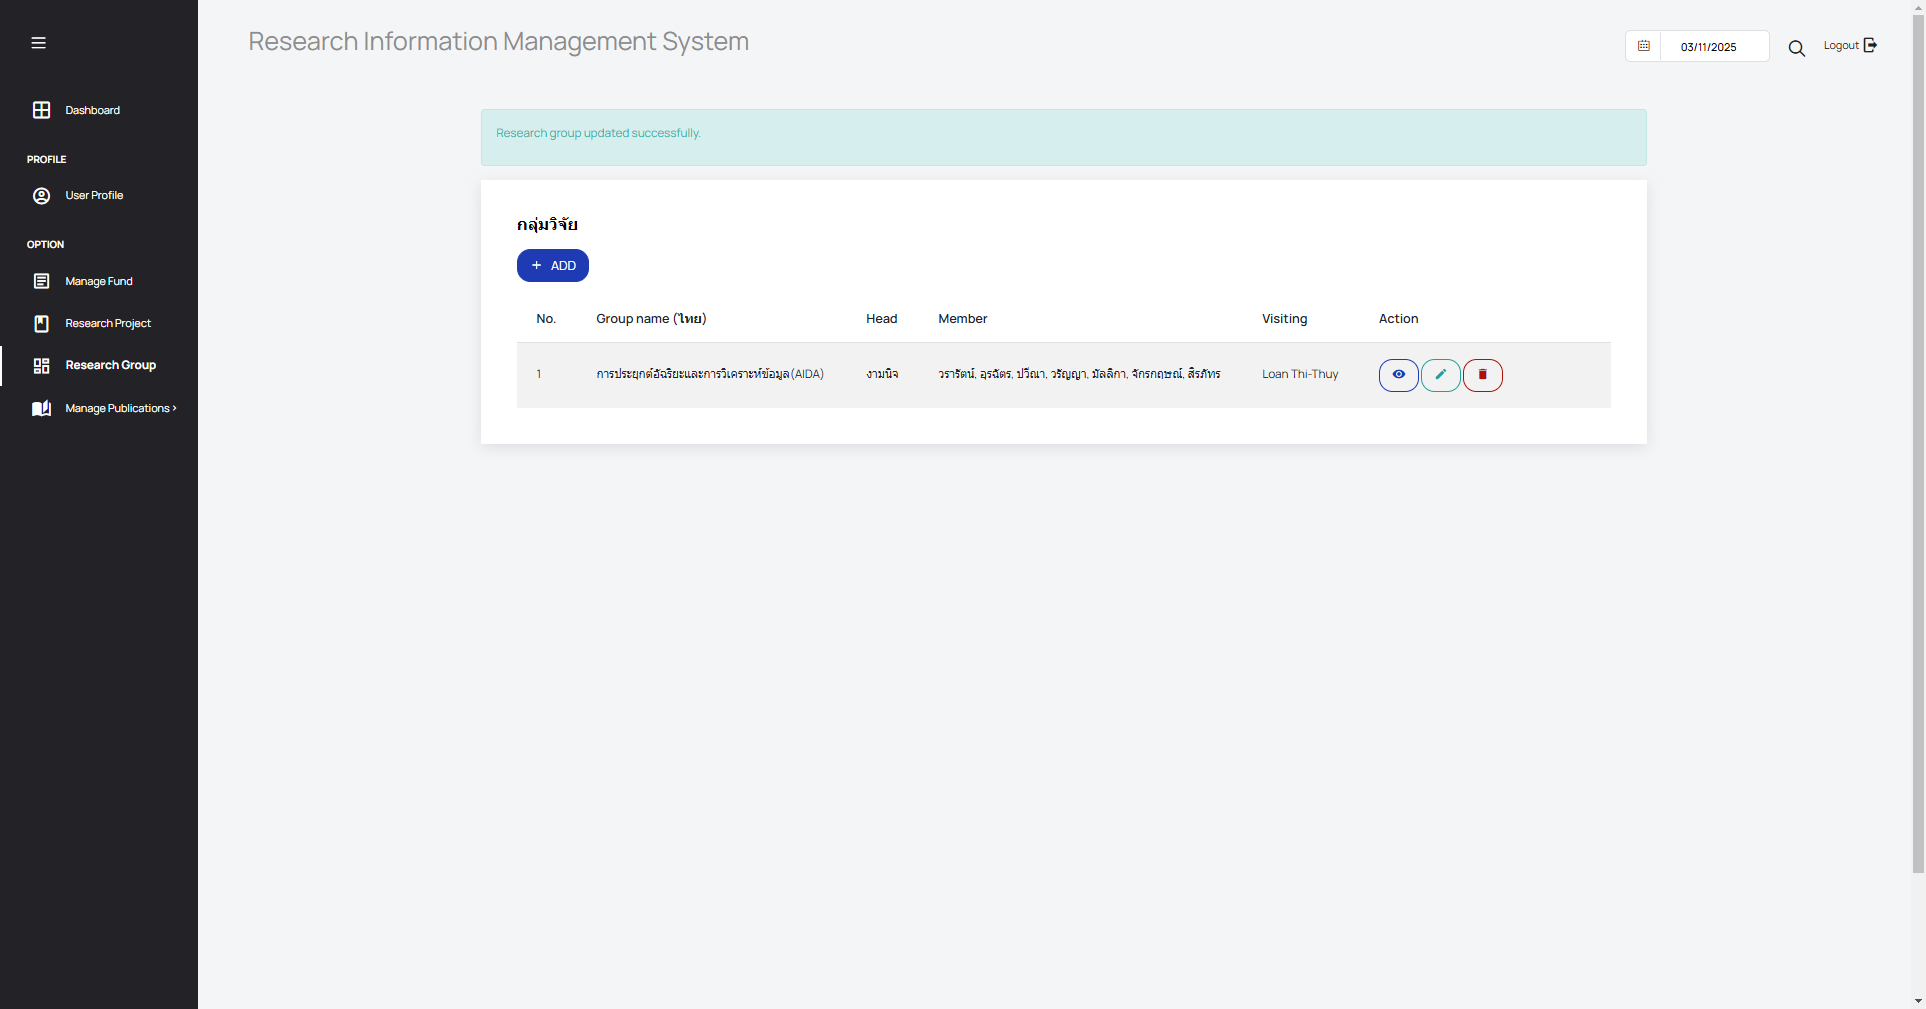 Research Information Management System
03/11/2025
Logout
Dashboard
PROFILE
User Profile
OPTION
Manage Fund
Research Project
Research Group
Manage Publications
Research group updated successfully.
กลุ่มวิจัย
+ ADD
No. Group name (ไทย) Head Member Visiting Action
1 การประยุกต์อัฉริยะและการวิเคราะห์ข้อมูล(AIDA) งามนิจ วรารัตน์, อุรฉัตร, ปวีณา, วรัญญา, มัลลิกา, จักรกฤษณ์, สิรภัทร Loan Thi-Thuy